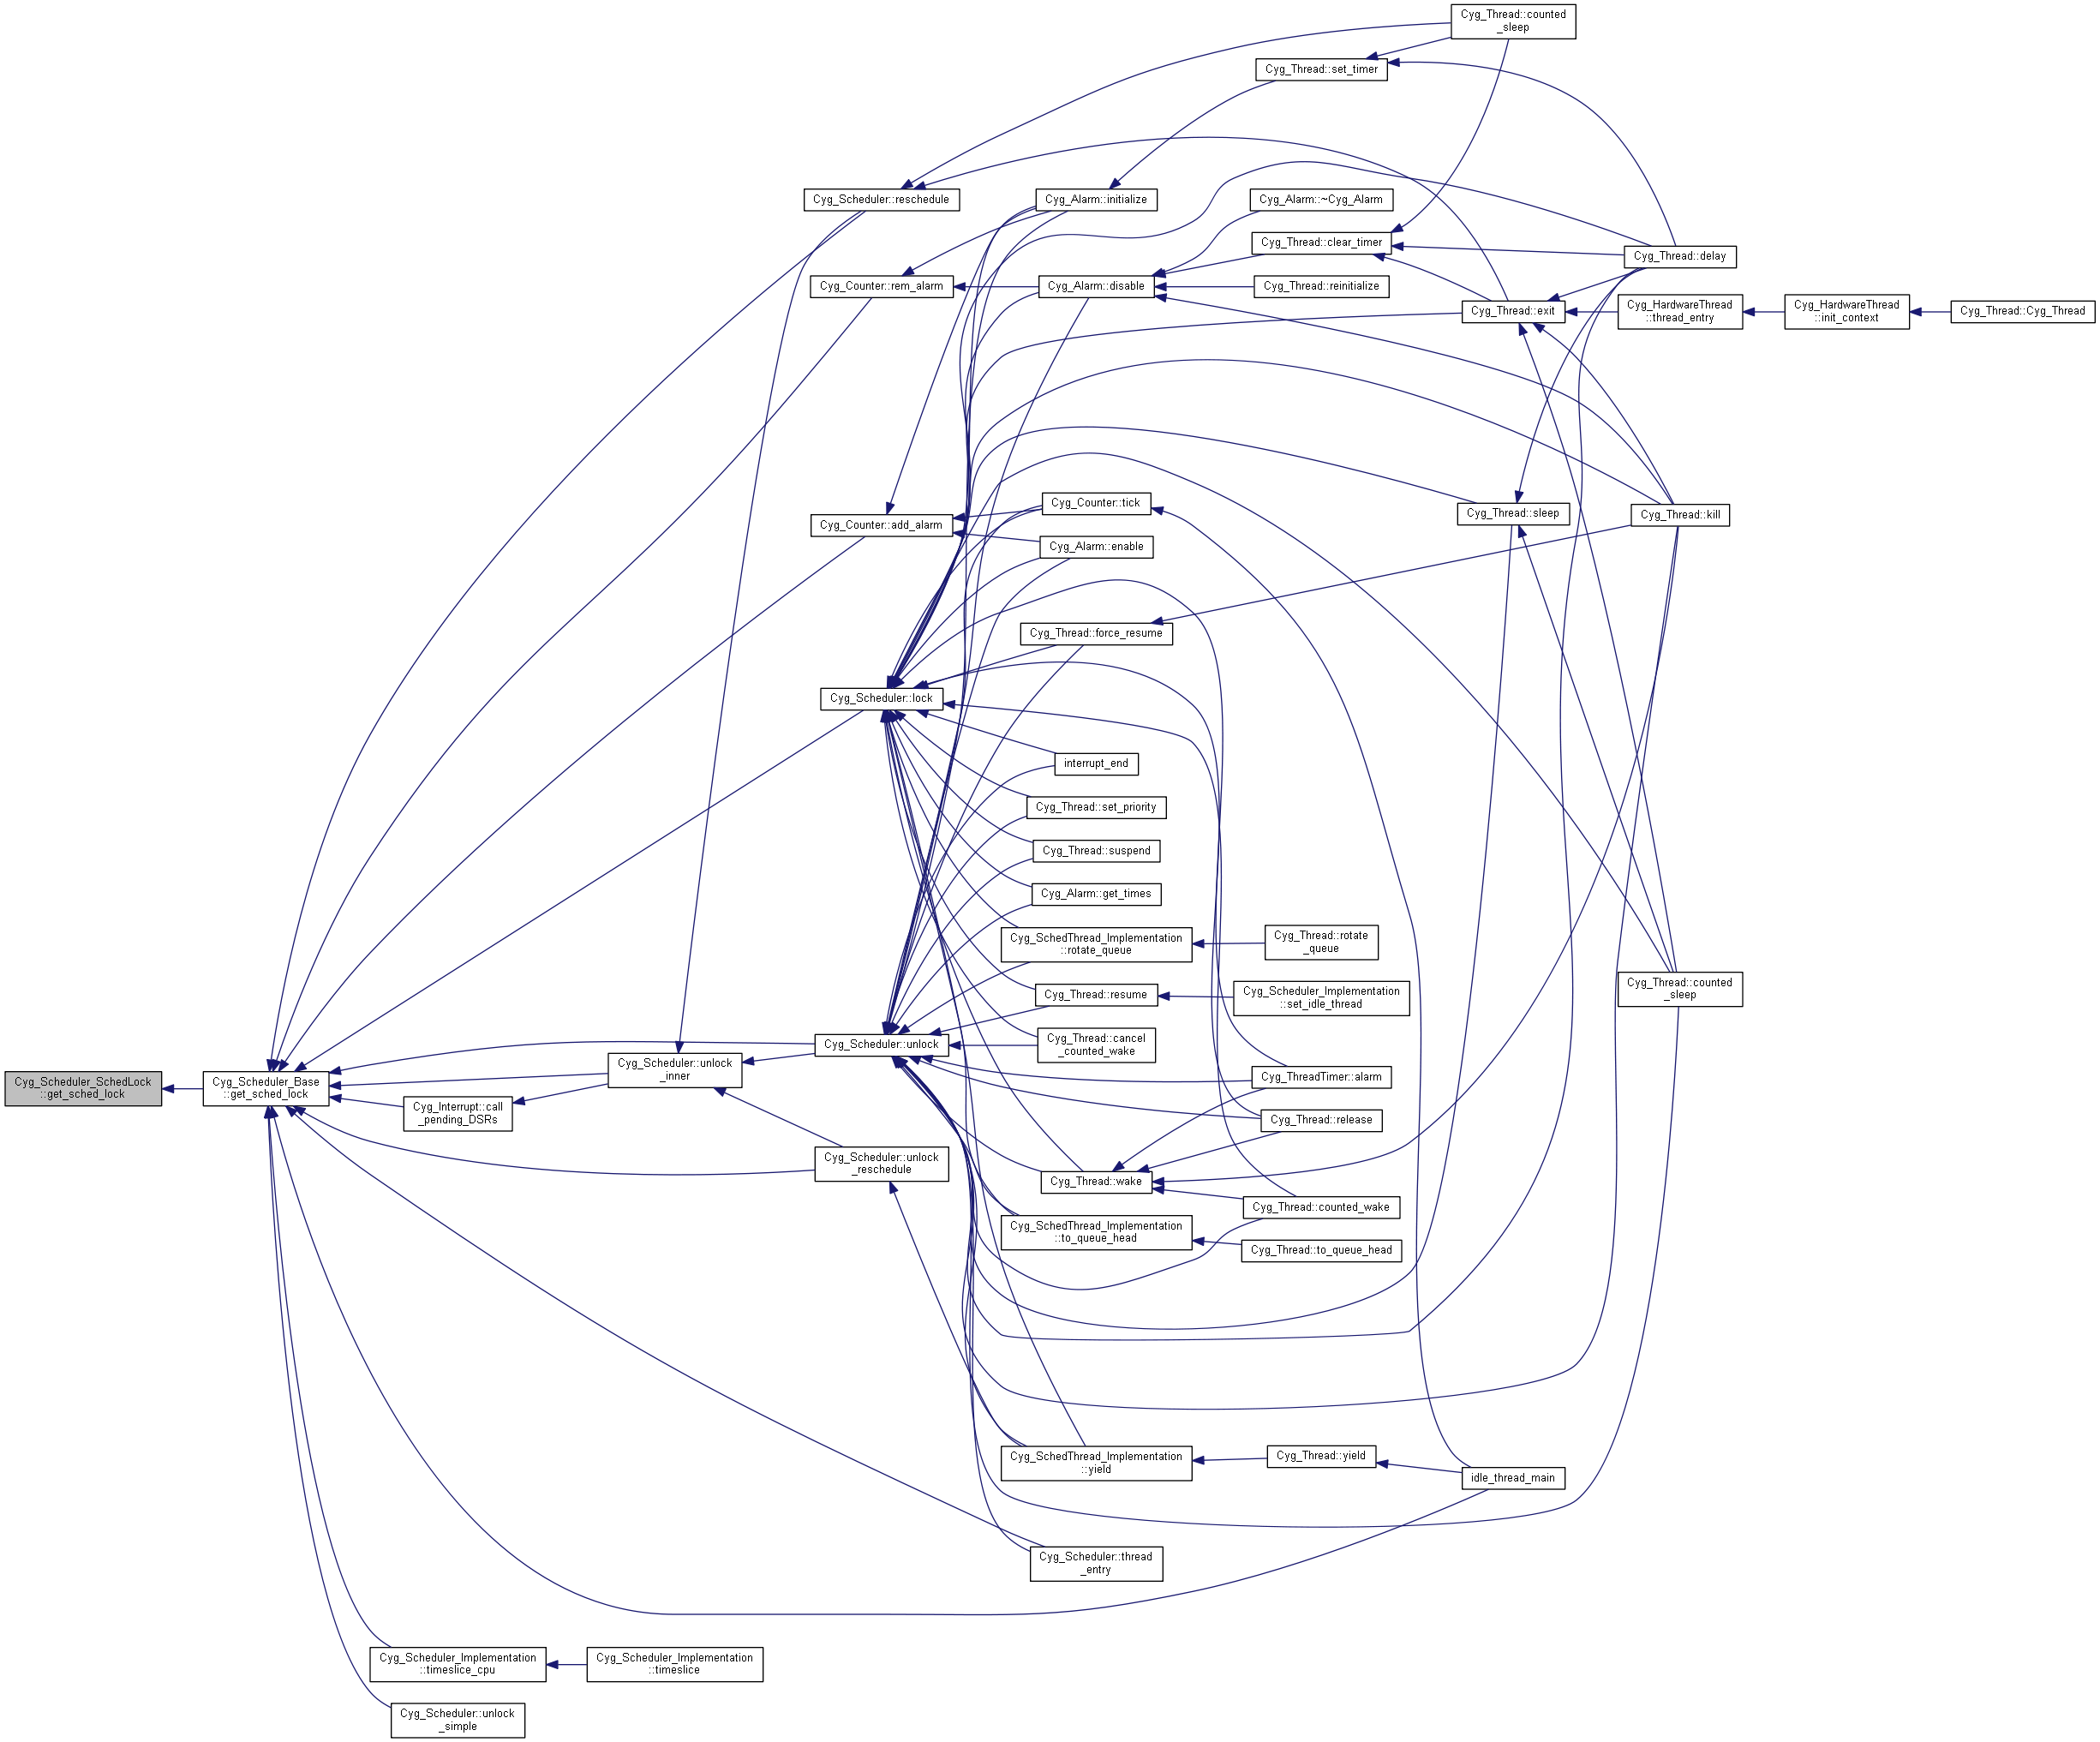 Cyg_Scheduler_SchedLock
::get_sched_lock
Cyg_Scheduler_Base
::get_sched_lock
Cyg_Interrupt::call
_pending_DSRs
Cyg_Scheduler_Implementation
::timeslice_cpu
Cyg_Scheduler::unlock
_simple
Cyg_Scheduler::unlock
_inner
Cyg_Scheduler_Implementation
::timeslice
Cyg_Scheduler::reschedule
Cyg_Counter::rem_alarm
Cyg_Counter::add_alarm
Cyg_Scheduler::lock
Cyg_Scheduler::unlock
Cyg_Scheduler::unlock
_reschedule
Cyg_Alarm::initialize
Cyg_Alarm::disable
Cyg_Counter::tick
Cyg_Alarm::enable
Cyg_Thread::force_resume
interrupt_end
Cyg_Thread::set_priority
Cyg_Thread::suspend
Cyg_Alarm::get_times
Cyg_SchedThread_Implementation
::rotate_queue
Cyg_Thread::resume
Cyg_Thread::cancel
_counted_wake
Cyg_Thread::wake
Cyg_SchedThread_Implementation
::to_queue_head
Cyg_SchedThread_Implementation
::yield
Cyg_Scheduler::thread
_entry
Cyg_Thread::set_timer
Cyg_Alarm::~Cyg_Alarm
Cyg_Thread::clear_timer
Cyg_Thread::reinitialize
Cyg_Thread::rotate
_queue
Cyg_Scheduler_Implementation
::set_idle_thread
Cyg_ThreadTimer::alarm
Cyg_Thread::release
Cyg_Thread::counted_wake
Cyg_Thread::to_queue_head
Cyg_Thread::yield
Cyg_Thread::counted
_sleep
Cyg_Thread::exit
Cyg_Thread::sleep
idle_thread_main
Cyg_Thread::delay
Cyg_HardwareThread
::thread_entry
Cyg_Thread::kill
Cyg_Thread::counted
_sleep
Cyg_HardwareThread
::init_context
Cyg_Thread::Cyg_Thread